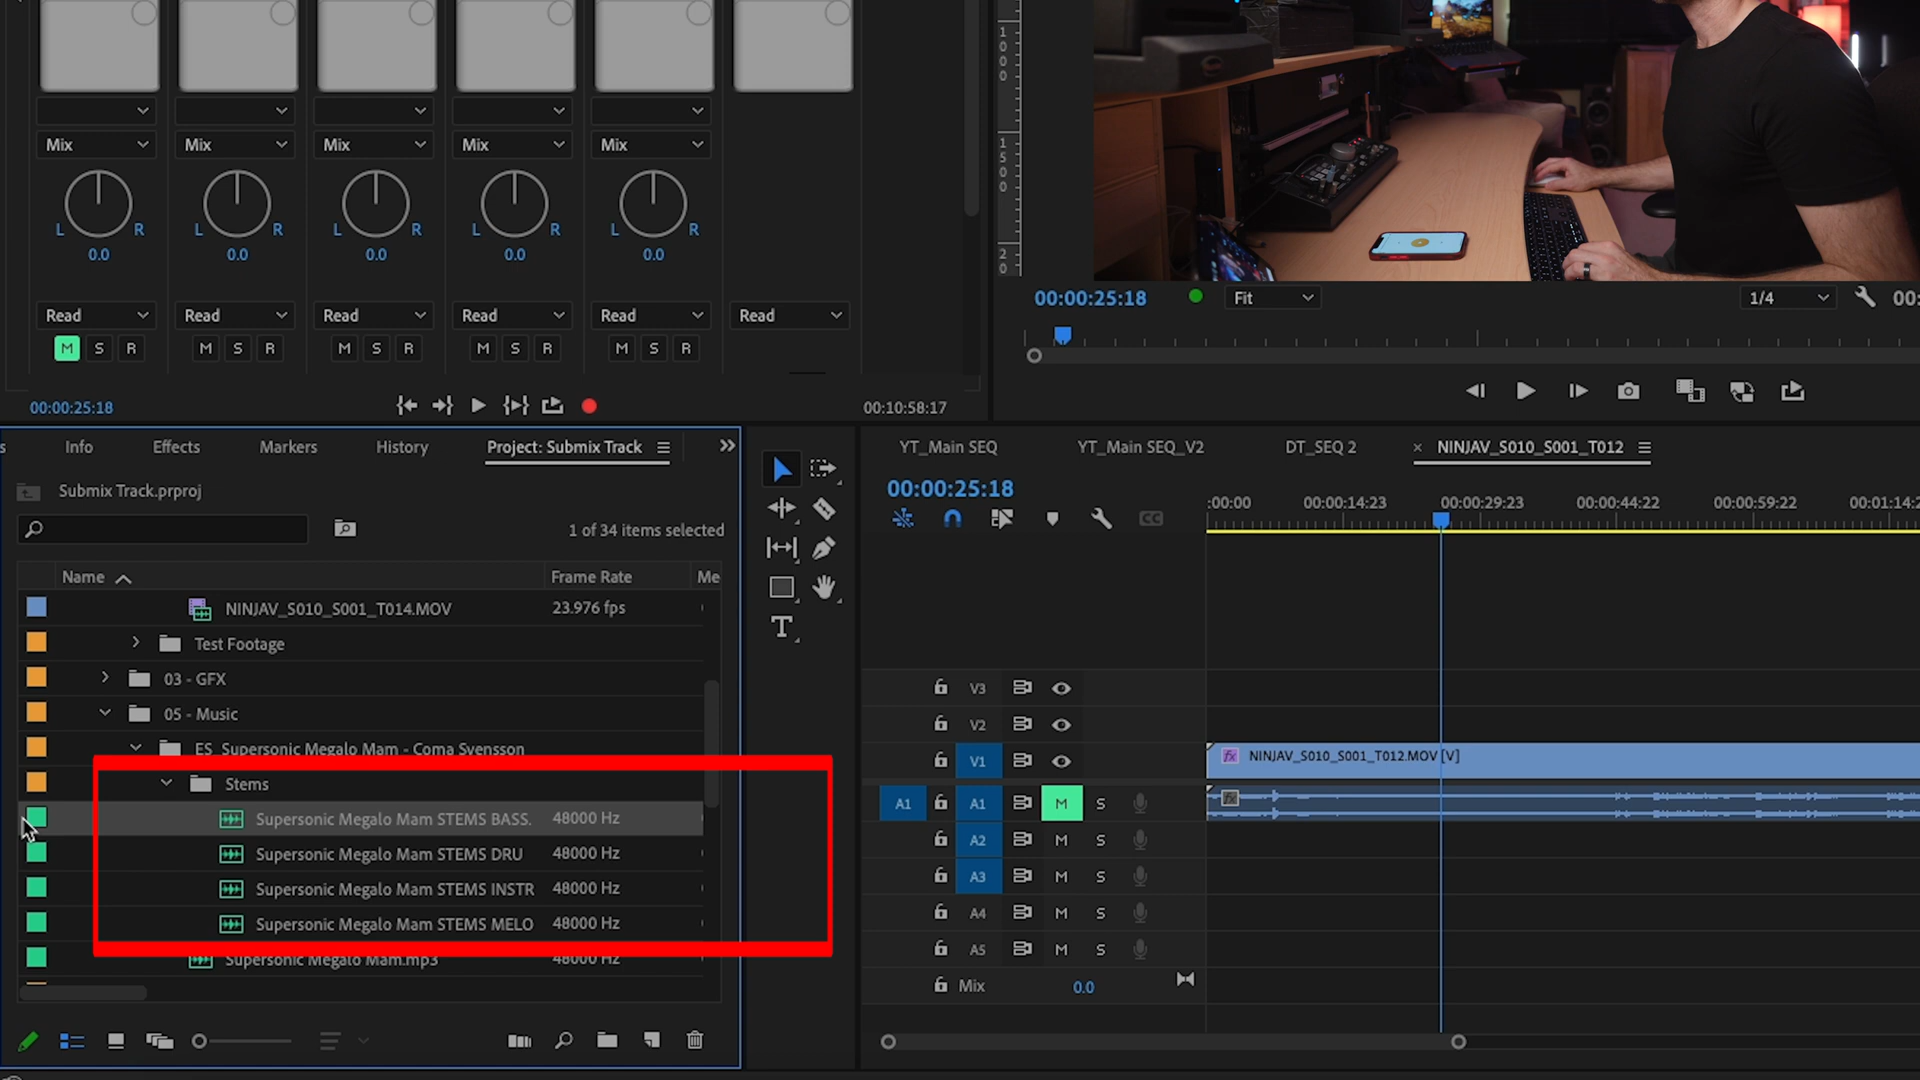 Mix Mix Mix Mix Mix
L R L R L R L R L R
0.0 0.0 0.0 0.0 0.0
Read Read Read Read Read Read
M S R M S R M S R M S R M S R
00:00:25:18 00:10:58:17
1000
1500
20
00:00:25:18 Fit 1/4 00:
s Info Effects Markers History Project: Submix Track
Submix Track.prproj
1 of 34 items selected
Name Frame Rate Me
NINJAV_S010_S001_T014.MOV 23.976 fps
Test Footage
03 - GFX
05 - Music
ES_Supersonic Megalo Mam - Coma Svensson
Stems
Supersonic Megalo Mam STEMS BASS. 48000 Hz
Supersonic Megalo Mam STEMS DRU 48000 Hz
Supersonic Megalo Mam STEMS INSTR 48000 Hz
Supersonic Megalo Mam STEMS MELO 48000 Hz
Supersonic Megalo Mam.mp3 48000 Hz
T
YT_Main SEQ YT_Main SEQ_V2 DT_SEQ 2 × NINJAV_S010_S001_T012
00:00:25:18
CC
:00:00 00:00:14:23 00:00:29:23 00:00:44:22 00:00:59:22 00:01:14:2
V3
V2
V1 fx NINJAV_S010_S001_T012.MOV [V]
A1 A1 M S fx
A2 M S
A3 M S
A4 M S
A5 M S
Mix 0.0